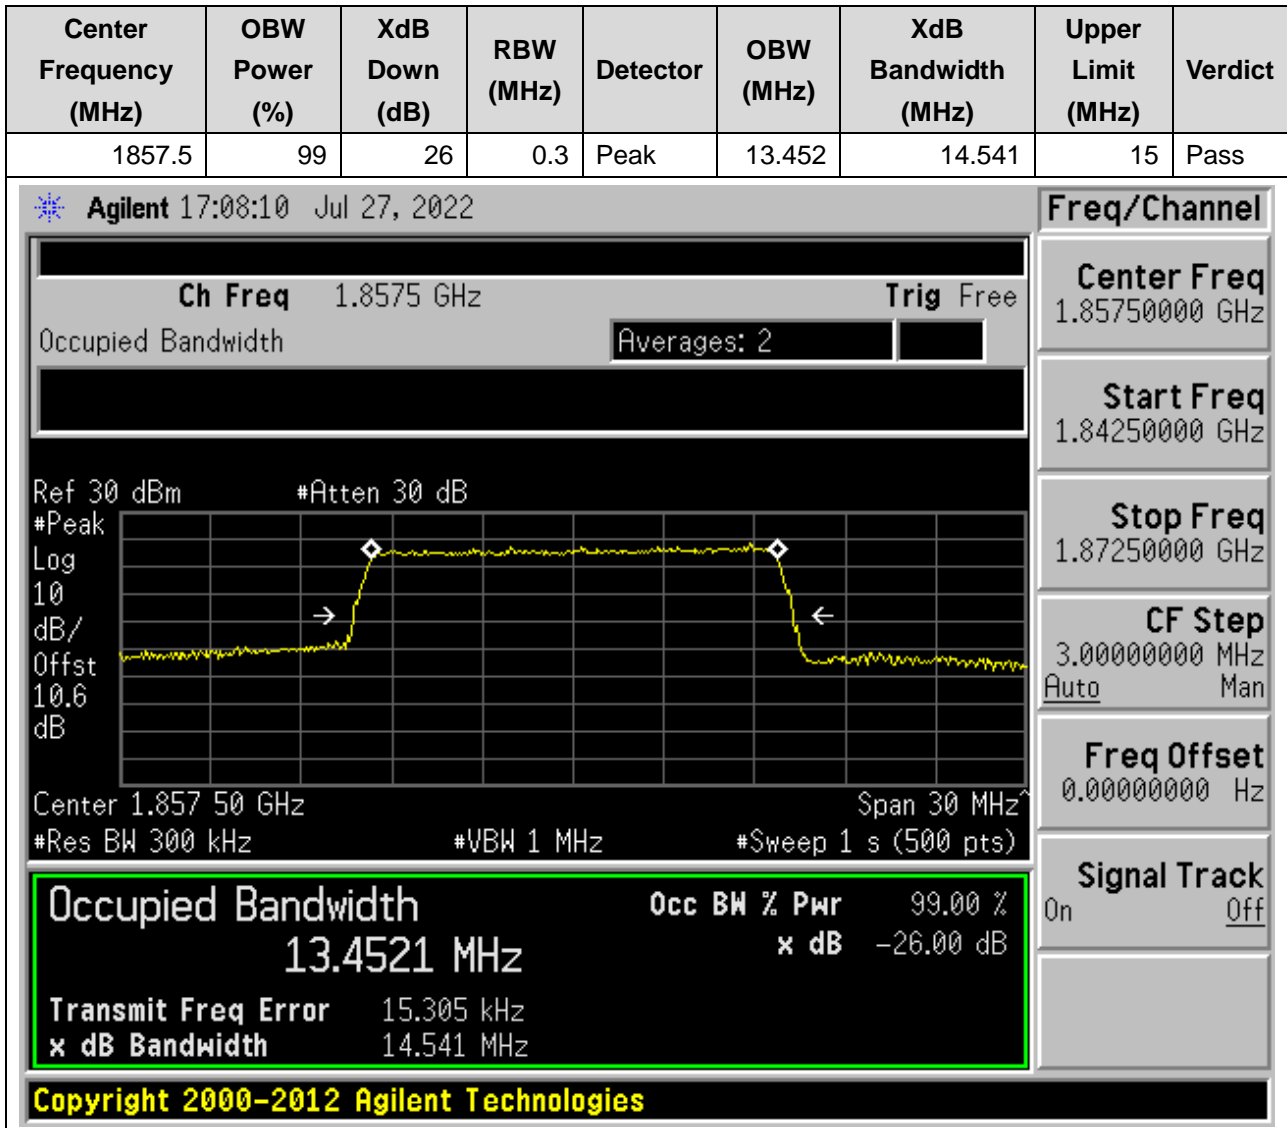 Center Frequency (MHz) OBW Power (%) XdB Down (dB) RBW (MHz) Detector OBW (MHz) XdB Bandwidth (MHz) Upper Limit (MHz) Verdict
1857.5 99 26 0.3 Peak 13.452 14.541 15 Pass
Agilent 17:08:10 Jul 27, 2022
Freq/Channel
Ch Freq 1.8575 GHz Trig Free
Occupied Bandwidth Averages: 2
Center Freq
1.85750000 GHz
Start Freq
1.84250000 GHz
Stop Freq
1.87250000 GHz
CF Step
3.00000000 MHz
Auto Man
Freq Offset
0.00000000 Hz
Signal Track
On Off
Ref 30 dBm #Atten 30 dB
#Peak
Log
10
dB/
Offst
10.6
dB
Center 1.857 50 GHz Span 30 MHz^
#Res BW 300 kHz #VBW 1 MHz #Sweep 1 s (500 pts)
Occupied Bandwidth Occ BW % Pwr 99.00 %
13.4521 MHz x dB -26.00 dB
Transmit Freq Error 15.305 kHz
x dB Bandwidth 14.541 MHz
Copyright 2000-2012 Agilent Technologies